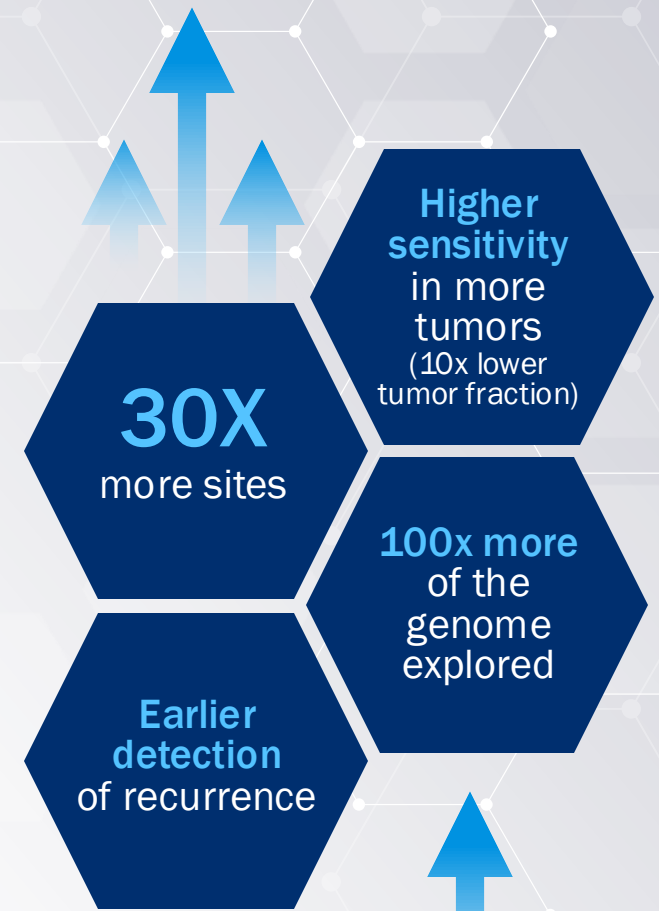 Higher
sensitivity
in more
tumors
(10x lower
tumor fraction)
30X
more sites
100x more
of the
genome
explored
Earlier
detection
of recurrence